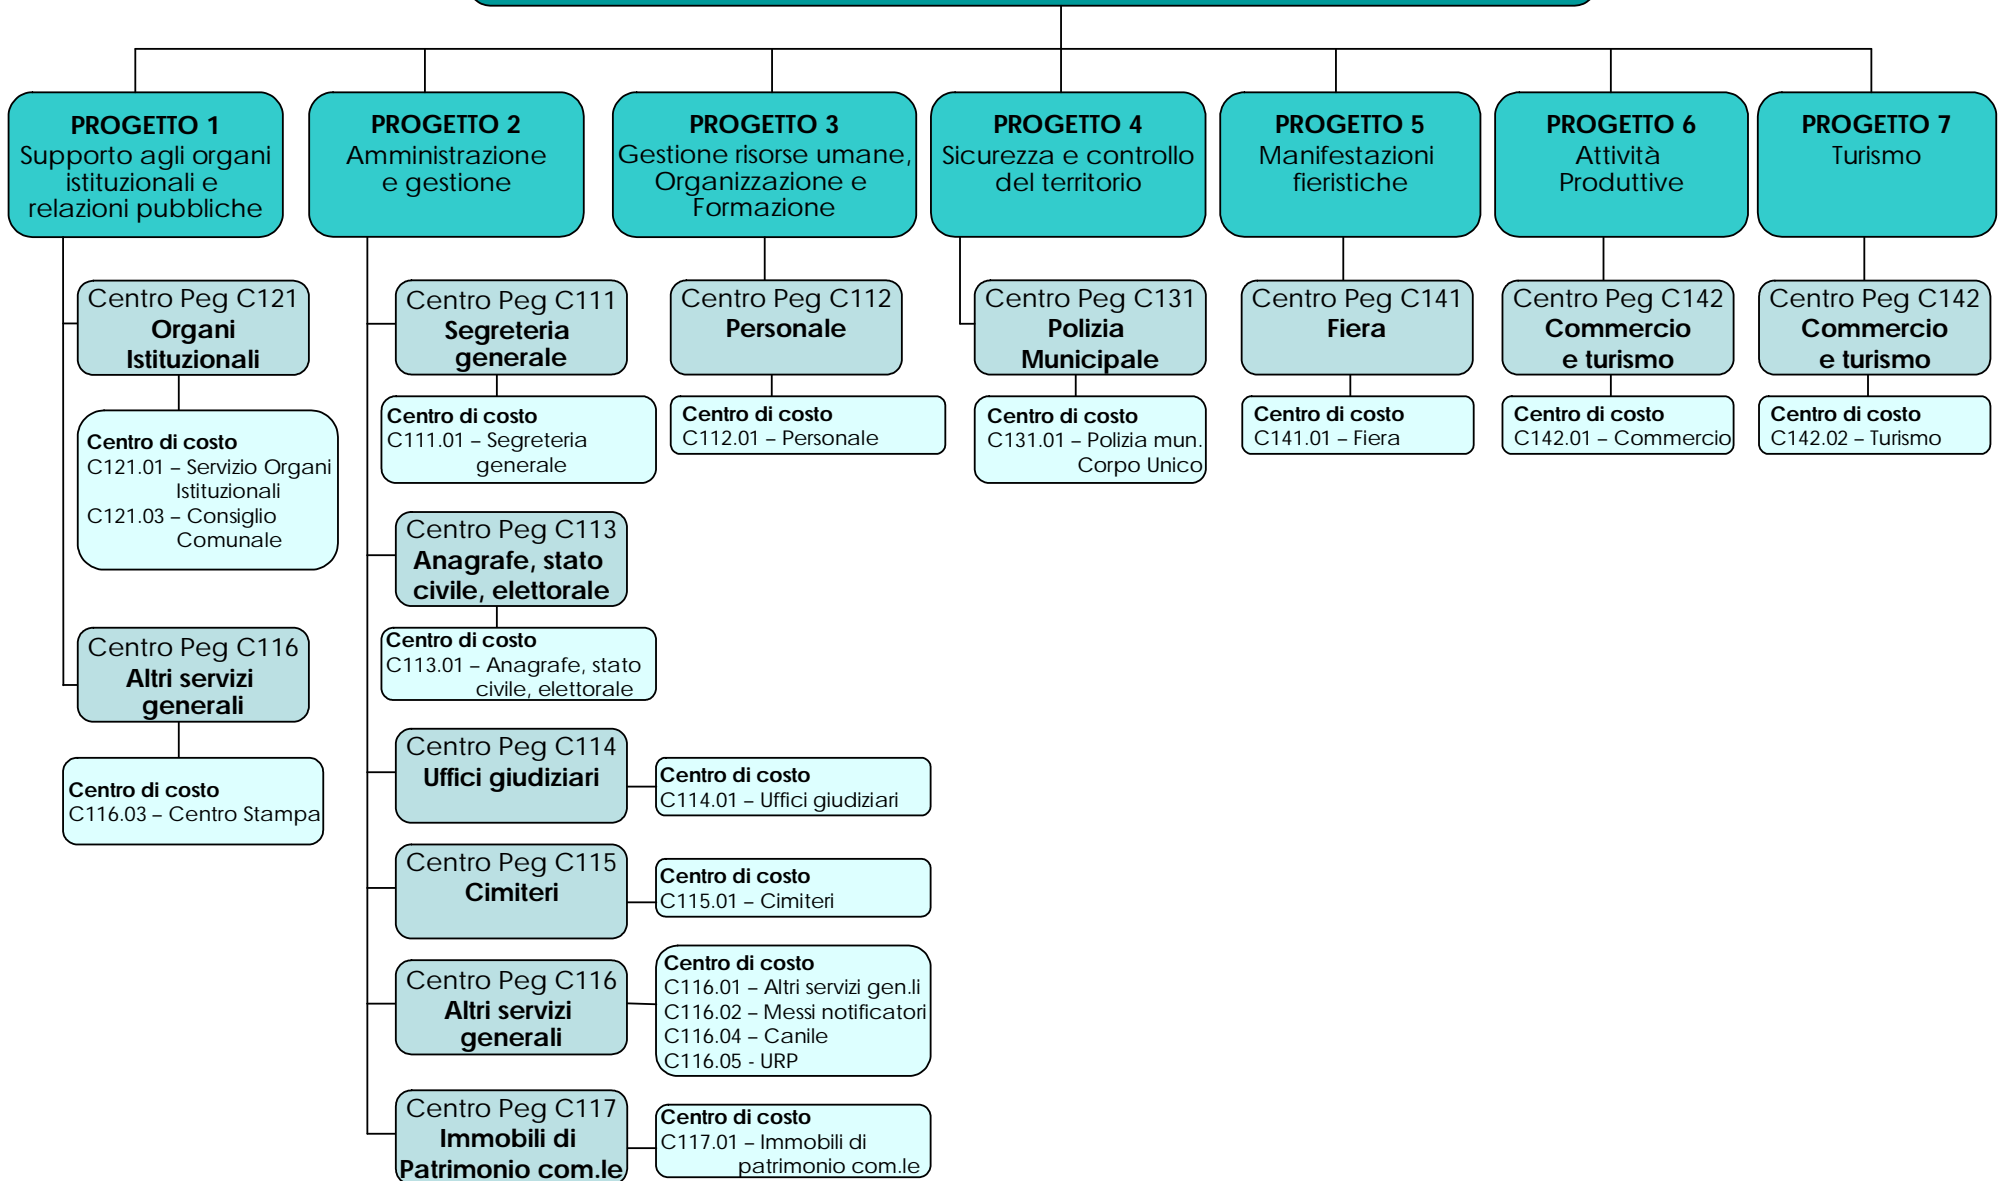 PROGETTO 1
Supporto agli organi
istituzionali e
relazioni pubbliche
PROGETTO 2
Amministrazione
e gestione
PROGETTO 3
Gestione risorse umane,
Organizzazione e
Formazione
PROGETTO 4
Sicurezza e controllo
del territorio
PROGETTO 5
Manifestazioni
fieristiche
PROGETTO 6
Attività
Produttive
PROGETTO 7
Turismo
Centro Peg C121
Organi
Istituzionali
Centro di costo
C121.01 – Servizio Organi
Istituzionali
C121.03 – Consiglio
Comunale
Centro Peg C116
Altri servizi
generali
Centro di costo
C116.03 – Centro Stampa
Centro Peg C111
Segreteria
generale
Centro di costo
C111.01 – Segreteria
generale
Centro Peg C113
Anagrafe, stato
civile, elettorale
Centro di costo
C113.01 – Anagrafe, stato
civile, elettorale
Centro Peg C114
Uffici giudiziari
Centro di costo
C114.01 – Uffici giudiziari
Centro Peg C115
Cimiteri
Centro di costo
C115.01 – Cimiteri
Centro Peg C116
Altri servizi
generali
Centro di costo
C116.01 – Altri servizi gen.li
C116.02 – Messi notificatori
C116.04 – Canile
C116.05 - URP
Centro Peg C117
Immobili di
Patrimonio com.le
Centro di costo
C117.01 – Immobili di
patrimonio com.le
Centro Peg C112
Personale
Centro di costo
C112.01 – Personale
Centro Peg C131
Polizia
Municipale
Centro di costo
C131.01 – Polizia mun.
Corpo Unico
Centro Peg C141
Fiera
Centro di costo
C141.01 – Fiera
Centro Peg C142
Commercio
e turismo
Centro di costo
C142.01 – Commercio
Centro Peg C142
Commercio
e turismo
Centro di costo
C142.02 – Turismo